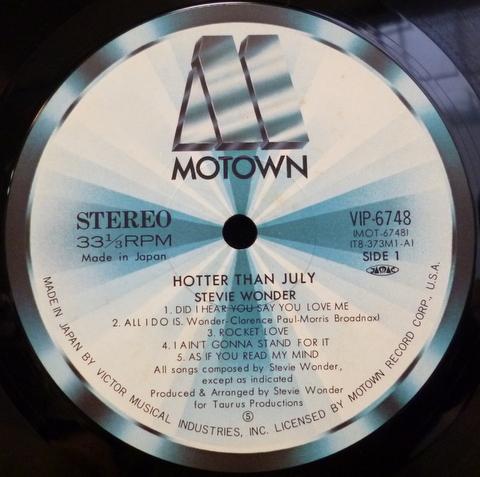 MOTOWN
STEREO
33⅓ RPM
Made in Japan
VIP-6748
(MOT-6748)
(T8-373M1-A)
SIDE 1
JASRAC
HOTTER THAN JULY
STEVIE WONDER
1. DID I HEAR YOU SAY YOU LOVE ME
2. ALL I DO (S. Wonder-Clarence Paul-Morris Broadnax)
3. ROCKET LOVE
4. I AIN'T GONNA STAND FOR IT
5. AS IF YOU READ MY MIND
All songs composed by Stevie Wonder,
except as indicated
Produced & Arranged by Stevie Wonder
for Taurus Productions
Ⓢ
MADE IN JAPAN BY VICTOR MUSICAL INDUSTRIES, INC. LICENSED BY MOTOWN RECORD CORP., U.S.A.